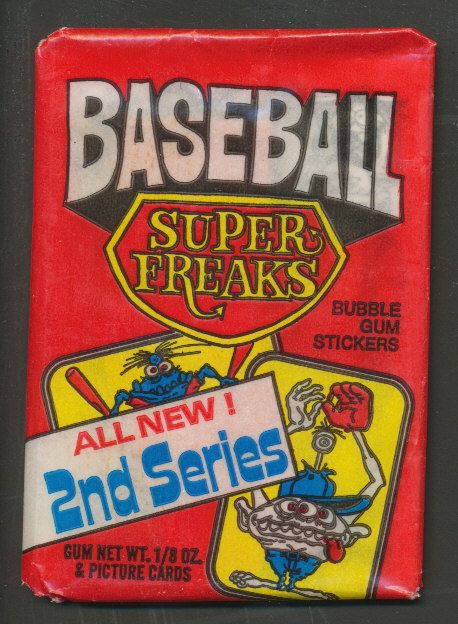 BASEBALL
SUPER
FREAKS
BUBBLE
GUM
STICKERS
ALL NEW!
2nd Series
GUM NET WT. 1/8 OZ.
& PICTURE CARDS